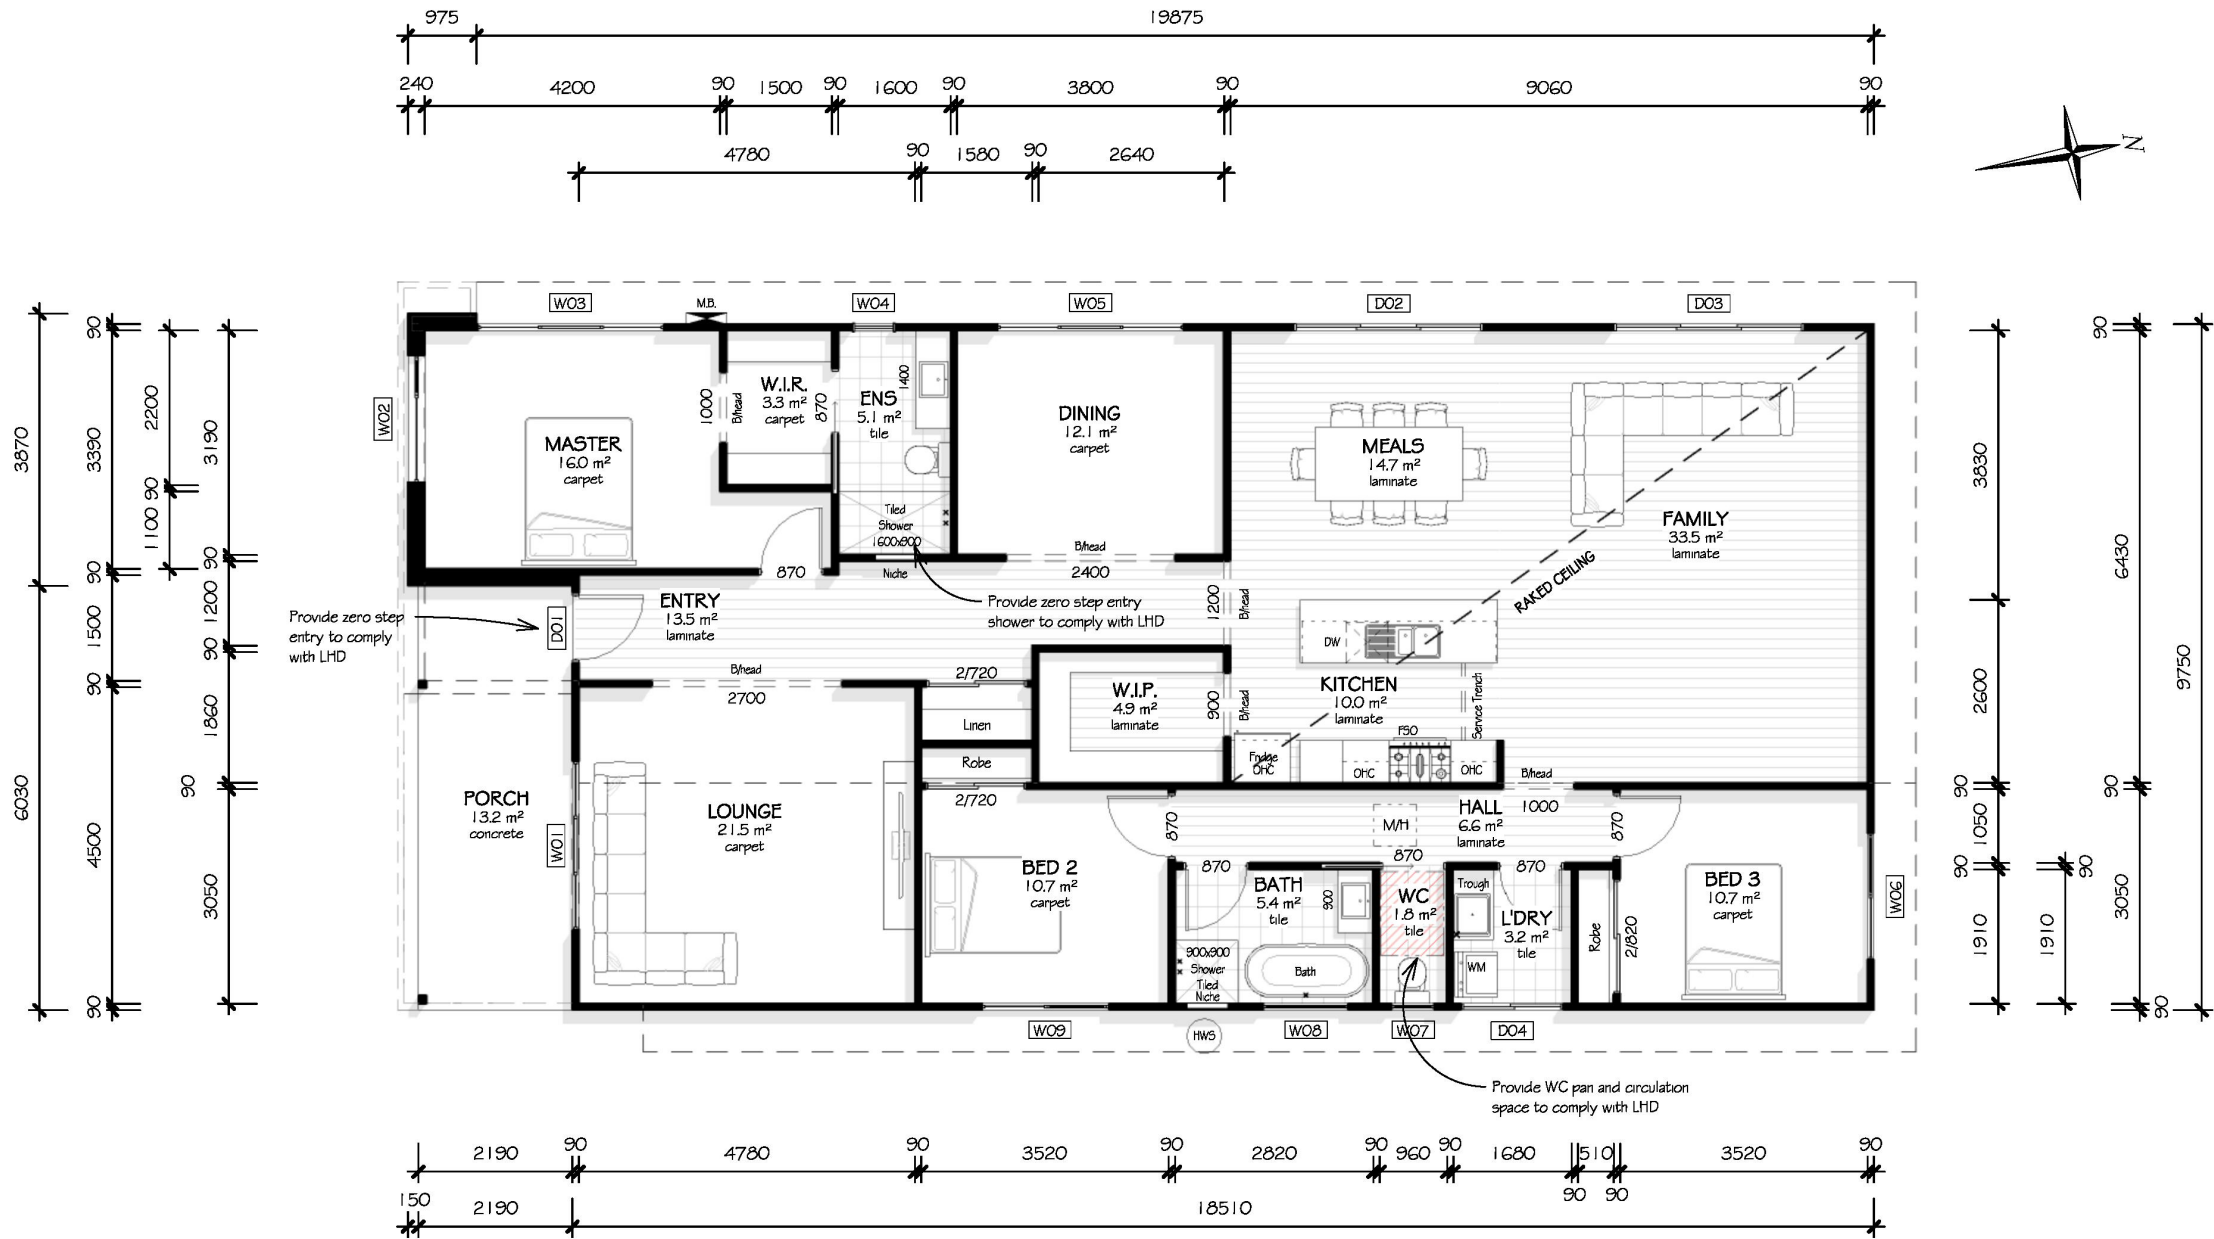 975
19875
240
4200
90
1500
90
1600
90
3800
90
9060
90
4780
90
1580
90
2640
N
W03
M.B.
W04
W05
D02
D03
3870
6030
90
3390
90
1500
90
4500
90
2200
90
1100
3190
90
1200
90
1860
90
3050
W02
MASTER
16.0 m²
carpet
1000
B/head
W.I.R.
3.3 m²
carpet
870
ENS
5.1 m²
tile
1400
Tiled
Shower
1600x900
Niche
DINING
12.1 m²
carpet
B/head
2400
MEALS
14.7 m²
laminate
FAMILY
33.5 m²
laminate
RAKED CEILING
870
Provide zero step
entry to comply
with LHD
D01
ENTRY
13.5 m²
laminate
Provide zero step entry
shower to comply with LHD
1200
B/head
DW
B/head
2700
2/720
Linen
W.I.P.
4.9 m²
laminate
900
B/head
KITCHEN
10.0 m²
laminate
Service Trench
FSO
Fridge
OHC
OHC
OHC
B/head
1000
Robe
2/720
PORCH
13.2 m²
concrete
W01
LOUNGE
21.5 m²
carpet
BED 2
10.7 m²
carpet
870
M/H
HALL
6.6 m²
laminate
870
870
870
870
BATH
5.4 m²
tile
900
900x900
Shower
Tiled
Niche
Bath
WC
1.8 m²
tile
Trough
L'DRY
3.2 m²
tile
WM
Robe
2/820
BED 3
10.7 m²
carpet
W06
W09
HWS
W08
W07
D04
Provide WC pan and circulation
space to comply with LHD
3830
2600
90
1050
90
1910
90
1910
90
6430
90
3050
90
9750
2190
90
4780
90
3520
90
2820
90
960
90
1680
90
510
90
3520
90
150
2190
18510